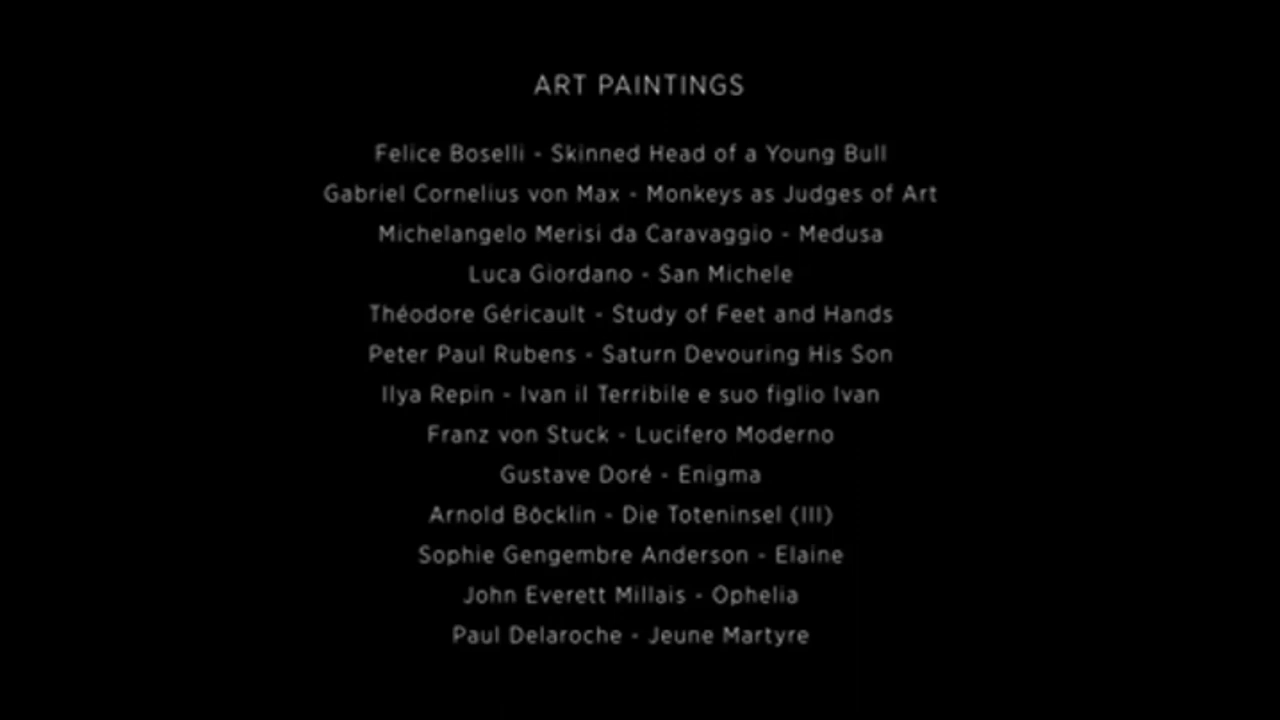 ART PAINTINGS
Felice Boselli - Skinned Head of a Young Bull
Gabriel Cornelius von Max - Monkeys as Judges of Art
Michelangelo Merisi da Caravaggio - Medusa
Luca Giordano - San Michele
Théodore Géricault - Study of Feet and Hands
Peter Paul Rubens - Saturn Devouring His Son
Ilya Repin - Ivan il Terribile e suo figlio Ivan
Franz von Stuck - Lucifero Moderno
Gustave Doré - Enigma
Arnold Böcklin - Die Toteninsel (III)
Sophie Gengembre Anderson - Elaine
John Everett Millais - Ophelia
Paul Delaroche - Jeune Martyre